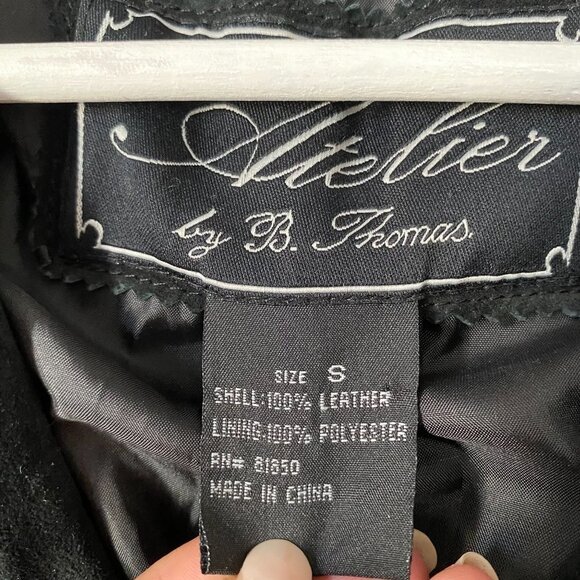 Atelier
by B. Thomas.
SIZE S
SHELL:100% LEATHER
LINING:100% POLYESTER
RN# 81850
MADE IN CHINA